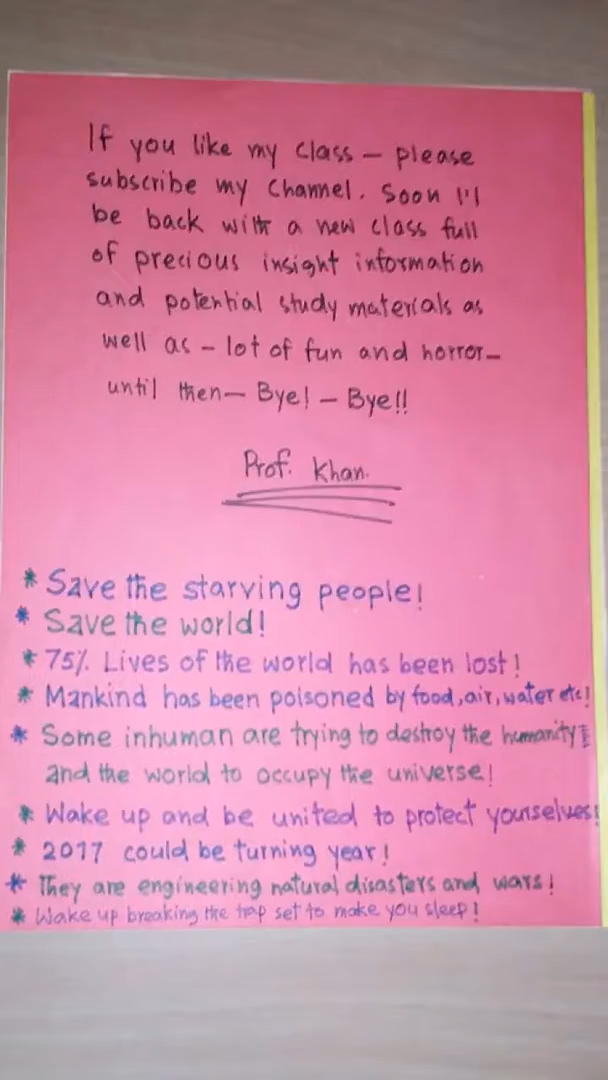 If you like my class – please
subscribe my channel. Soon I'll
be back with a new class full
of precious insight information
and potential study materials as
well as – lot of fun and horror–
until then– Bye! – Bye!!
Prof. Khan.
* Save the starving people!
* Save the world!
* 75% Lives of the world has been lost!
* Mankind has been poisoned by food, air, water etc!
* Some inhuman are trying to destroy the humanity
and the world to occupy the universe!
* Wake up and be united to protect yourselves!
* 2017 could be turning year!
* They are engineering natural disasters and wars!
* Wake up breaking the trap set to make you sleep!